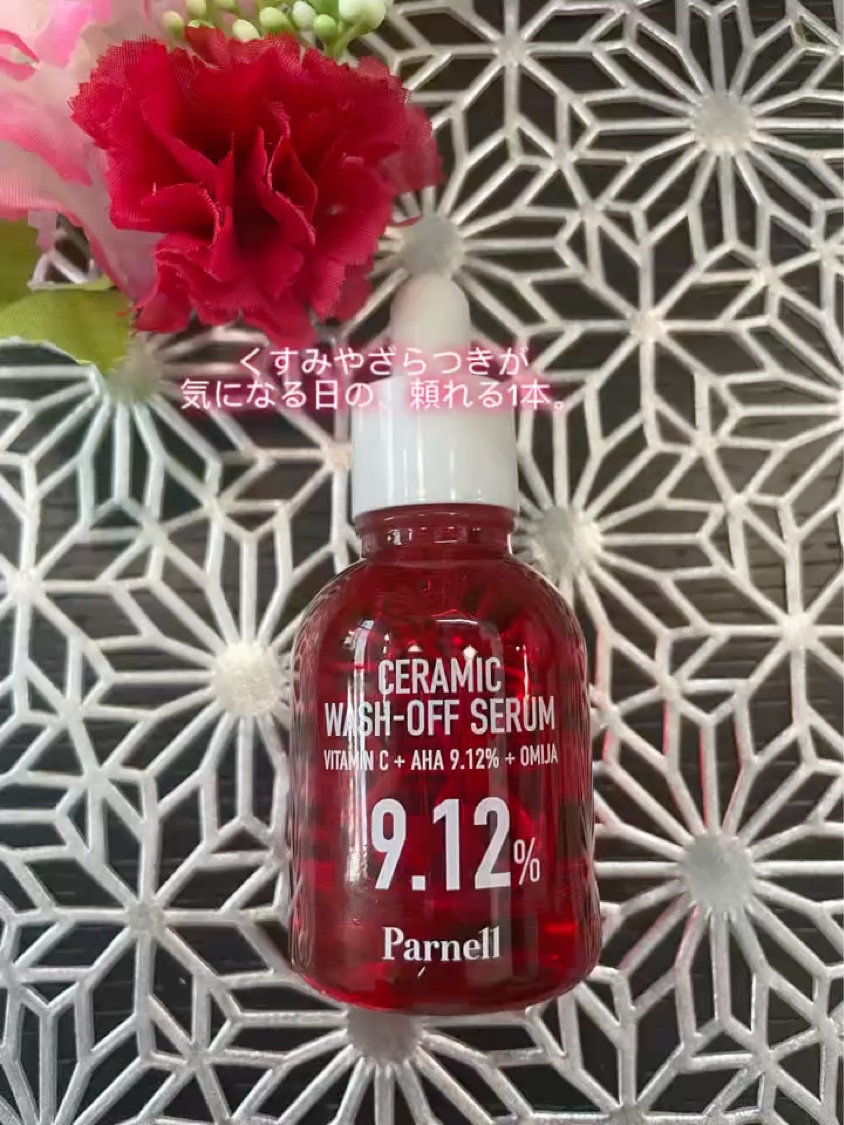 くすみやざらつきが
気になる日の、頼れる1本。
CERAMIC
WASH-OFF SERUM
VITAMIN C + AHA 9.12% + OMIJA
9.12%
Parnell